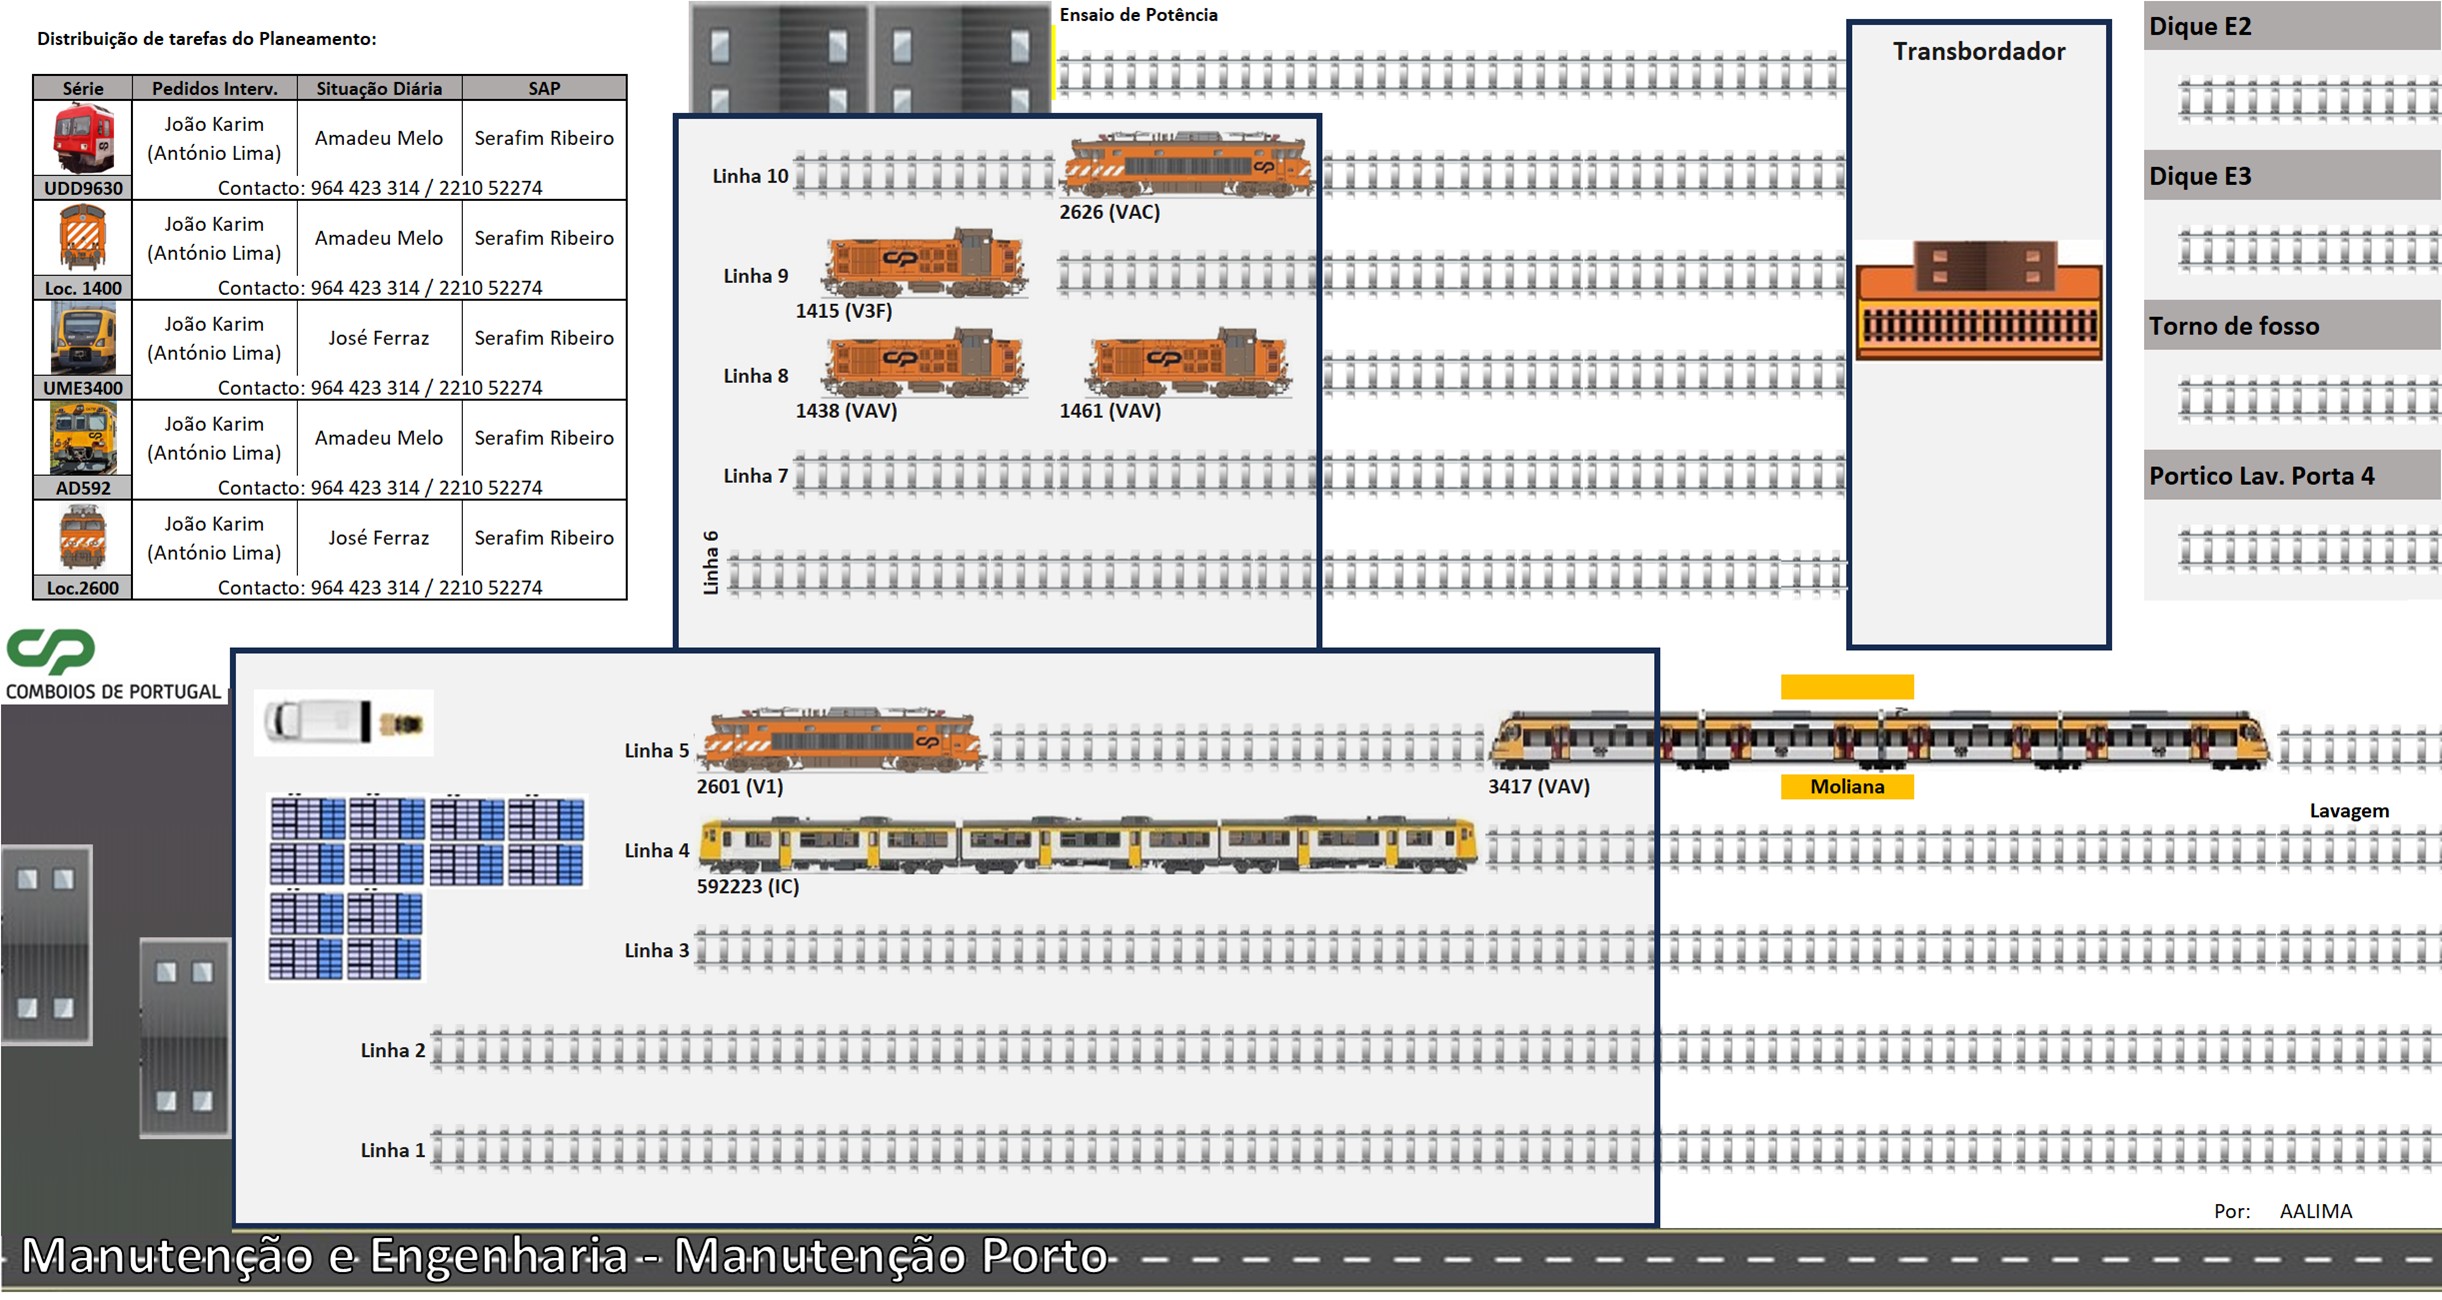 Distribuição de tarefas do Planeamento:
Série Pedidos Interv. Situação Diária SAP
João Karim
(António Lima) Amadeu Melo Serafim Ribeiro
UDD9630 Contacto: 964 423 314 / 2210 52274
João Karim
(António Lima) Amadeu Melo Serafim Ribeiro
Loc. 1400 Contacto: 964 423 314 / 2210 52274
João Karim
(António Lima) José Ferraz Serafim Ribeiro
UME3400 Contacto: 964 423 314 / 2210 52274
João Karim
(António Lima) Amadeu Melo Serafim Ribeiro
AD592 Contacto: 964 423 314 / 2210 52274
João Karim
(António Lima) José Ferraz Serafim Ribeiro
Loc.2600 Contacto: 964 423 314 / 2210 52274
CP
COMBOIOS DE PORTUGAL
Ensaio de Potência
Linha 10
2626 (VAC)
Linha 9
1415 (V3F)
Linha 8
1438 (VAV) 1461 (VAV)
Linha 7
Linha 6
Transbordador
Dique E2
Dique E3
Torno de fosso
Portico Lav. Porta 4
Linha 5
2601 (V1) 3417 (VAV) Moliana
Lavagem
Linha 4
592223 (IC)
Linha 3
Linha 2
Linha 1
Por: AALIMA
Manutenção e Engenharia - Manutenção Porto